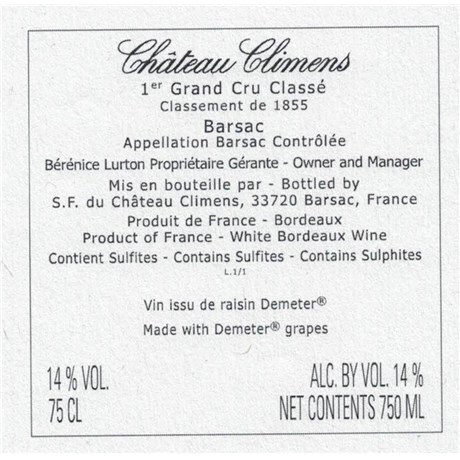 Château Climens
1er Grand Cru Classé
Classement de 1855
Barsac
Appellation Barsac Contrôlée
Bérénice Lurton Propriétaire Gérante - Owner and Manager
Mis en bouteille par - Bottled by
S.F. du Château Climens, 33720 Barsac, France
Produit de France - Bordeaux
Product of France - White Bordeaux Wine
Contient Sulfites - Contains Sulfites - Contains Sulphites
L.1/1
Vin issu de raisin Demeter®
Made with Demeter® grapes
14 % VOL. ALC. BY VOL. 14 %
75 CL NET CONTENTS 750 ML